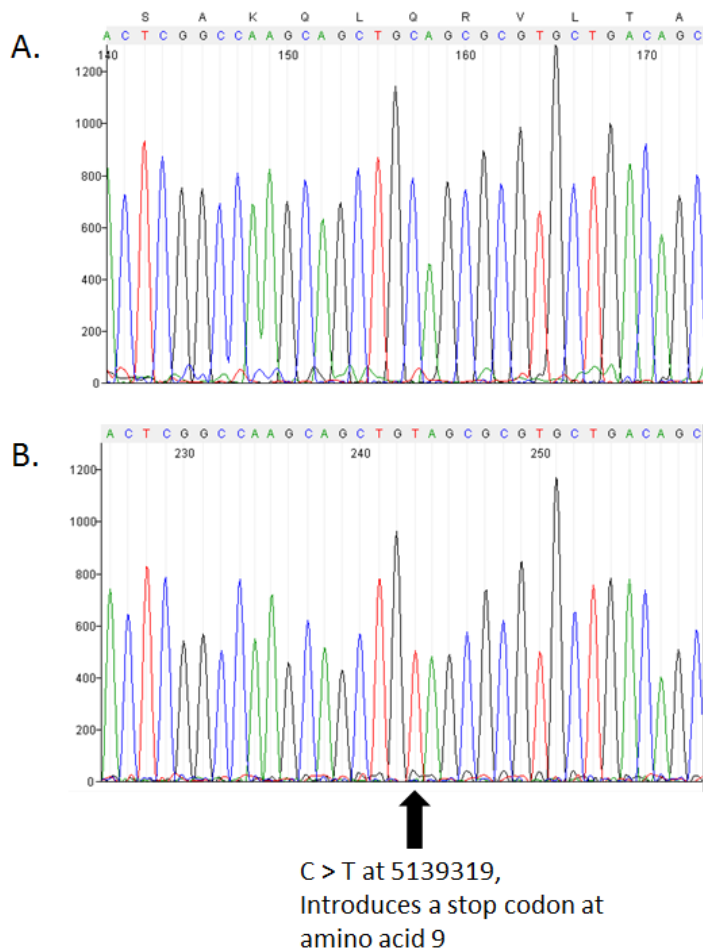 S A K Q L Q R V L T A
A.
A C T C G G C C A A G C A G C T G C A G C G C G T G C T G A C A G C
140 150 160 170
1200
1000
800
600
400
200
0
B.
A C T C G G C C A A G C A G C T G T A G C G C G T G C T G A C A G C
230 240 250
1200
1000
800
600
400
200
0
C > T at 5139319,
Introduces a stop codon at
amino acid 9